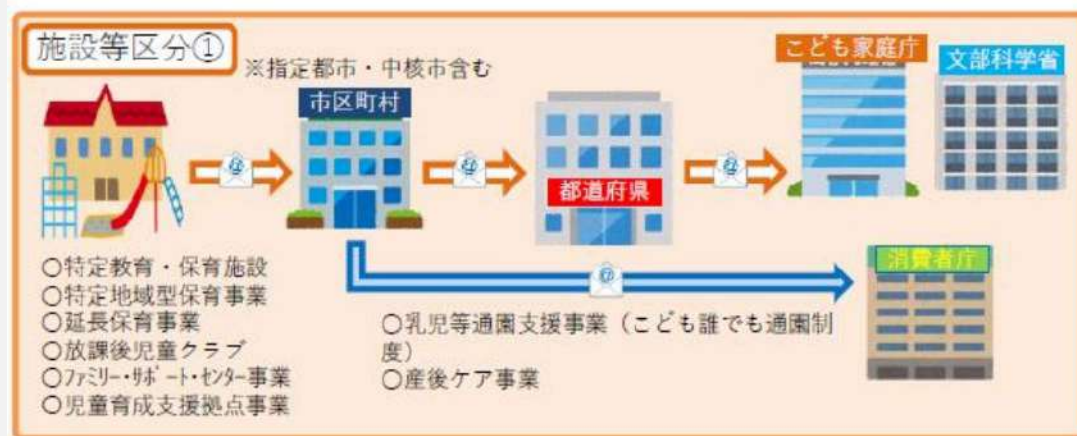 施設等区分①
※指定都市・中核市含む
市区町村
都道府県
こども家庭庁
文部科学省
消費者庁
○特定教育・保育施設
○特定地域型保育事業
○延長保育事業
○放課後児童クラブ
○ﾌｧﾐﾘｰ・ｻﾎﾟｰﾄ・ｾﾝﾀｰ事業
○児童育成支援拠点事業
○乳児等通園支援事業（こども誰でも通園制
度）
○産後ケア事業